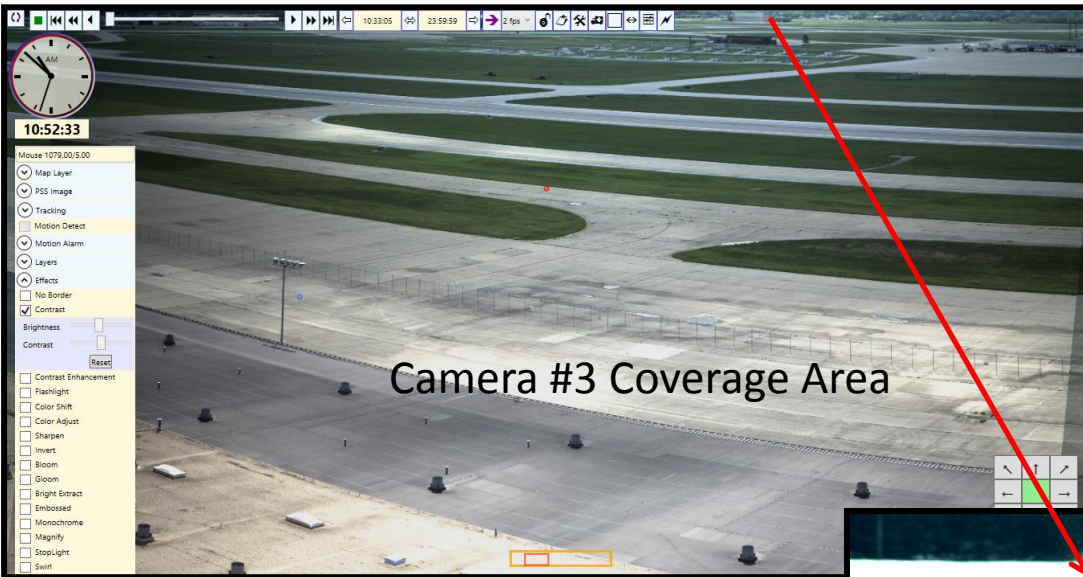 10:33:05
23:59:59
2 fps
AM
10:52:33
Mouse 1079.00/5.00
Map Layer
PSS Image
Tracking
Motion Detect
Motion Alarm
Layers
Effects
No Border
Contrast
Brightness
Contrast
Reset
Contrast Enhancement
Flashlight
Color Shift
Color Adjust
Sharpen
Invert
Bloom
Gloom
Bright Extract
Embossed
Monochrome
Magnify
StopLight
Swirl
Camera #3 Coverage Area